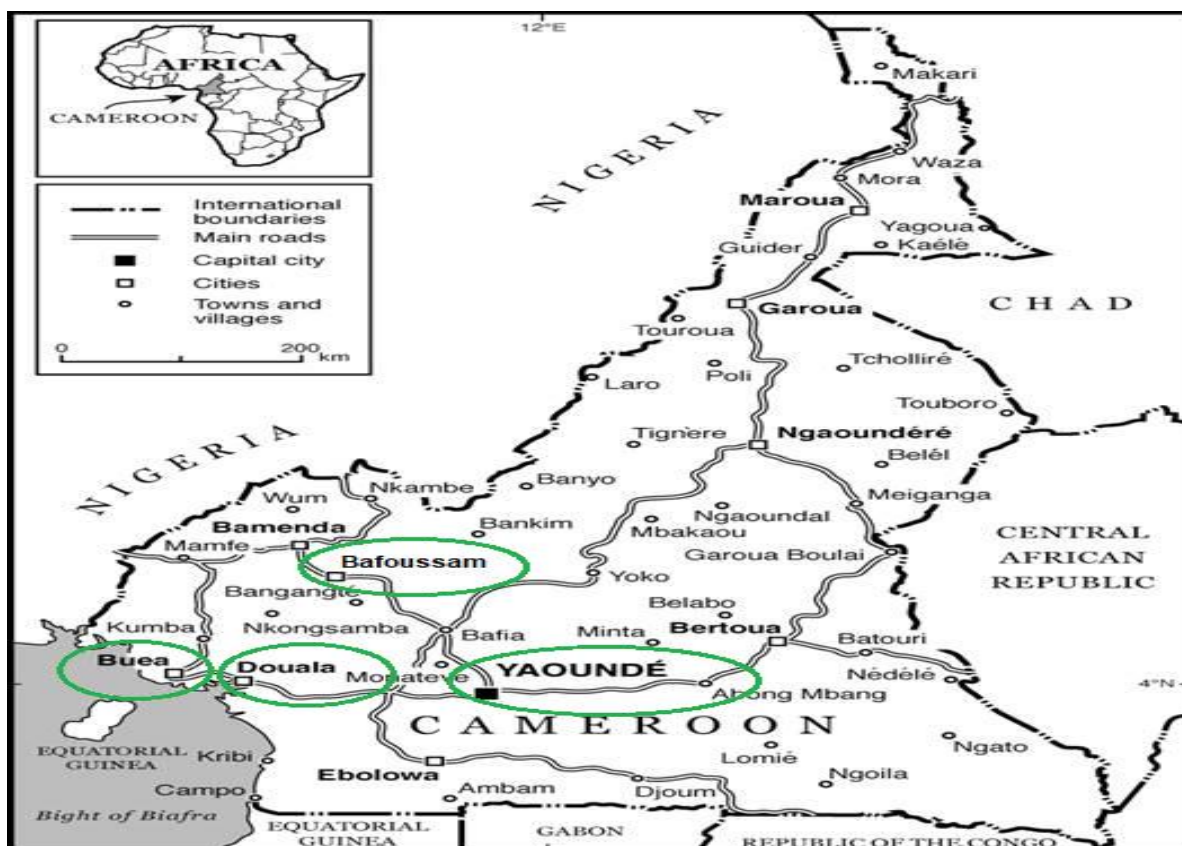 12°E
AFRICA
CAMEROON
International
boundaries
Main roads
Capital city
Cities
Towns and
villages
0 200
km
NIGERIA
Makari
Waza
Mora
Maroua
Yagoua
Kaélè
Guider
CHAD
Garoua
Touroua
Tcholliré
Poli
Laro
Touboro
NIGERIA
Tignère
Ngaoundéré
Belél
Nkambe
Banyo
Meiganga
Wum
Ngaoundal
Bamenda
Bankim
Mbakaou
CENTRAL
AFRICAN
REPUBLIC
Mamfe
Garoua Boulai
Bafoussam
Yoko
Bangangté
Belabo
Nkongsamba
Kumba
Bafia
Minta
Bertoua
Batouri
Buea
Douala
Monatévé
YAOUNDÉ
Nédélé
4°N
Abong Mbang
CAMEROON
EQUATORIAL
GUINEA
Kribi
Lomié
Ngato
Ebolowa
Ngoila
Campo
Ambam
Djoum
Bight of Biafra
EQUATORIAL
GUINEA
GABON
REPUBLIC OF THE CONGO